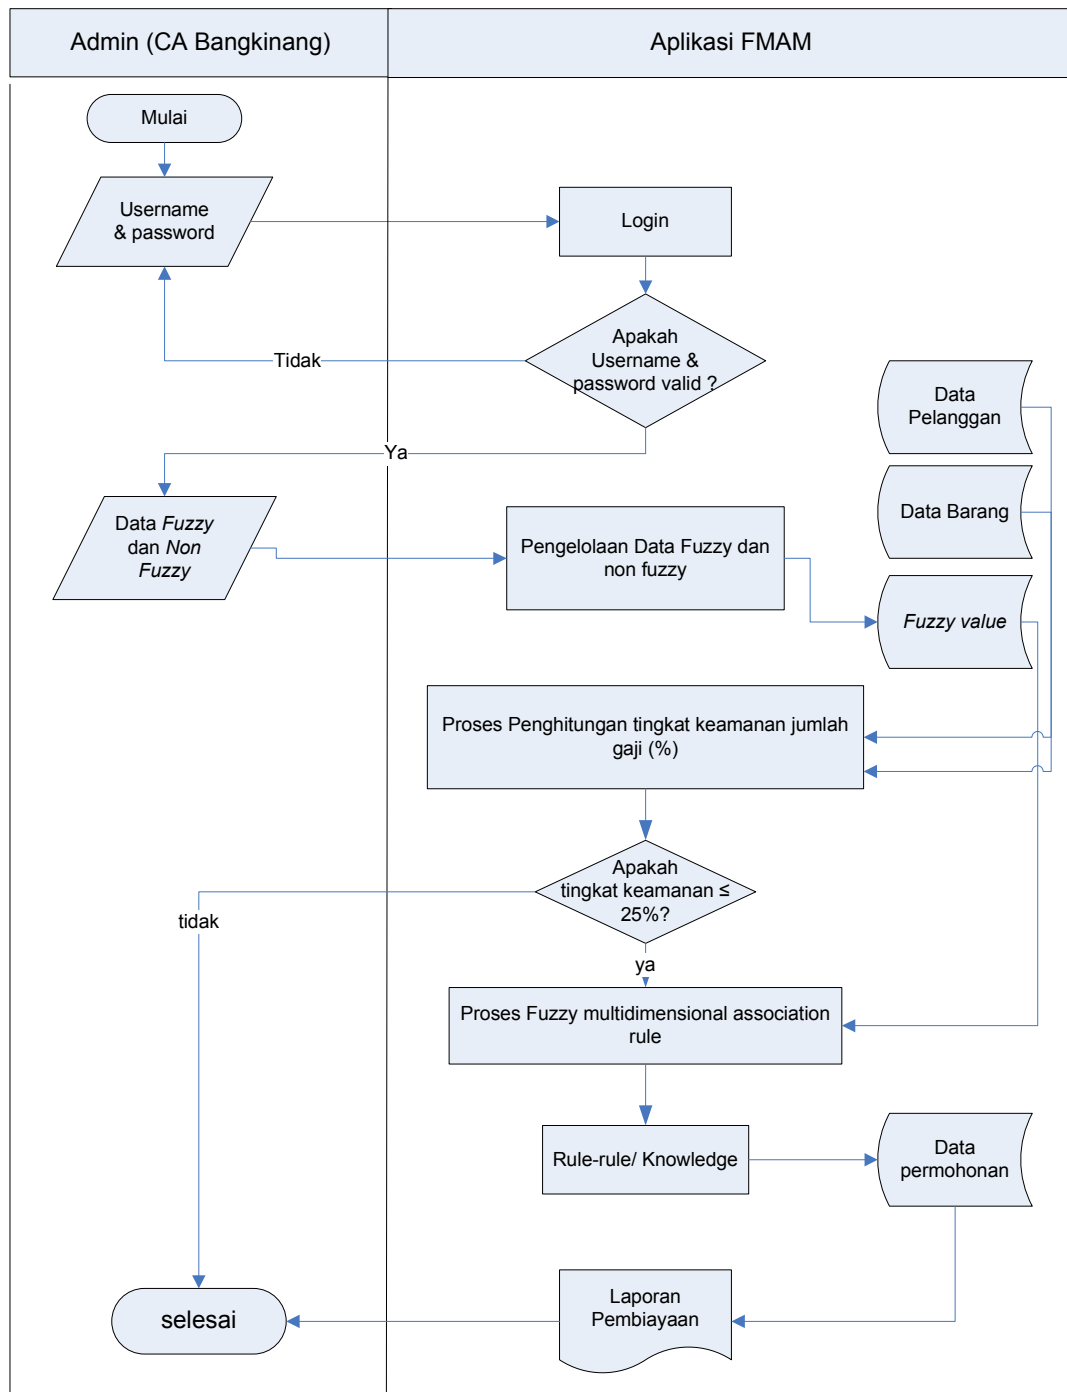 Admin (CA Bangkinang)
Aplikasi FMAM
Mulai
Username
& password
Login
Apakah
Username &
password valid ?
Tidak
Ya
Data
Pelanggan
Data Barang
Data Fuzzy
dan Non
Fuzzy
Pengelolaan Data Fuzzy dan
non fuzzy
Fuzzy value
Proses Penghitungan tingkat keamanan jumlah
gaji (%)
Apakah
tingkat keamanan ≤
25%?
tidak
ya
Proses Fuzzy multidimensional association
rule
Rule-rule/ Knowledge
Data
permohonan
Laporan
Pembiayaan
selesai